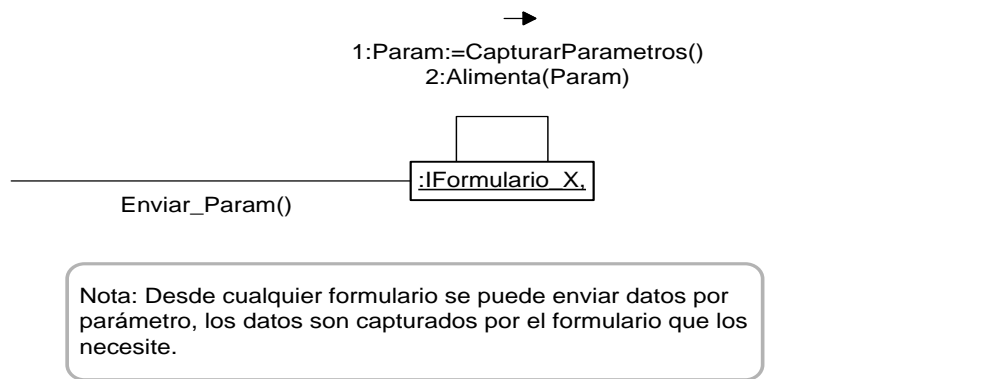 1:Param:=CapturarParametros()
2:Alimenta(Param)
:IFormulario_X,
Enviar_Param()
Nota: Desde cualquier formulario se puede enviar datos por
parámetro, los datos son capturados por el formulario que los
necesite.